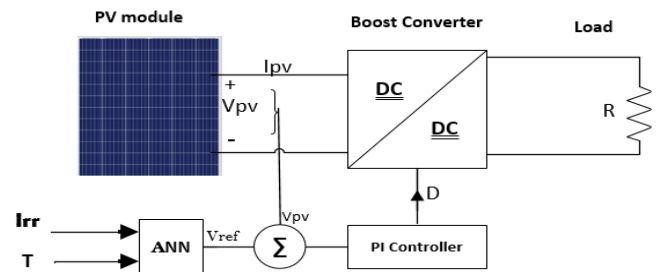 PV module
Boost Converter
Load
Ipv
+
Vpv
-
DC
DC
R
D
Irr
T
ANN
Vref
Vpv
Σ
PI Controller